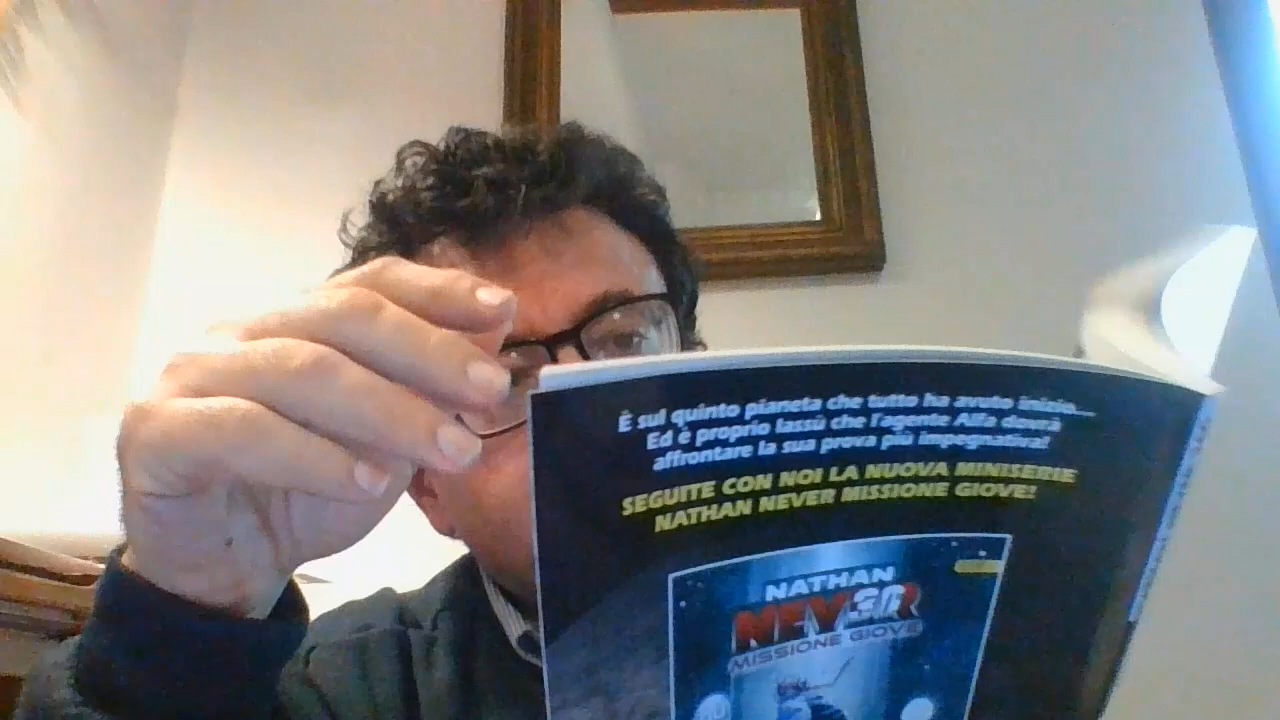 È sul quinto pianeta che tutto ha avuto inizio...
Ed è proprio lassù che l'agente Alfa dovrà
affrontare la sua prova più impegnativa!
SEGUITE CON NOI LA NUOVA MINISERIE
NATHAN NEVER MISSIONE GIOVE!
NATHAN
NEVER
30
MISSIONE GIOVE